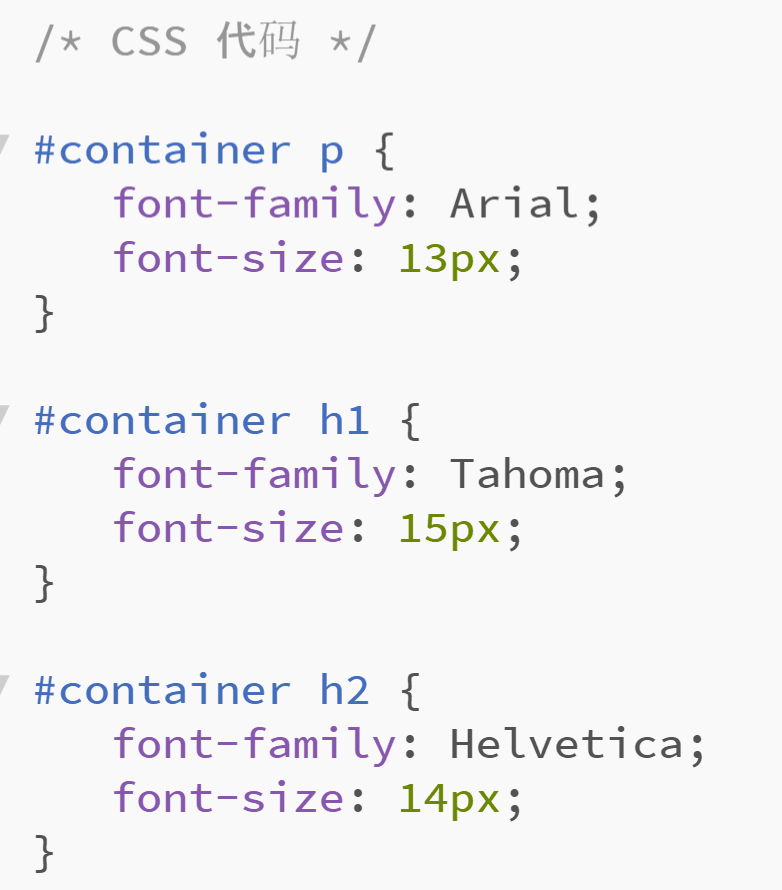 /* CSS 代码 */
#container p {
font-family: Arial;
font-size: 13px;
}
#container h1 {
font-family: Tahoma;
font-size: 15px;
}
#container h2 {
font-family: Helvetica;
font-size: 14px;
}